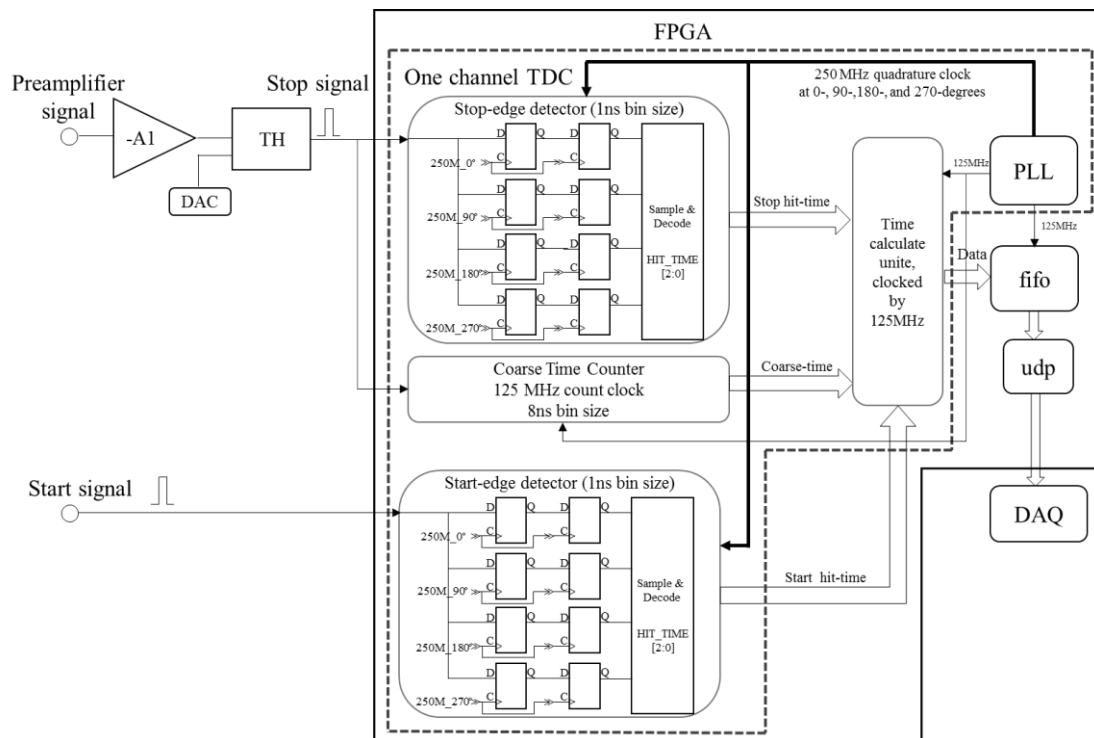 FPGA
One channel TDC
250 MHz quadrature clock
at 0-, 90-,180-, and 270-degrees
Preamplifier
signal
Stop signal
-A1
TH
DAC
Stop-edge detector (1ns bin size)
D Q D Q
250M_0°
C C
D Q D Q
250M_90°
C C
D Q D Q
250M_180°
C C
D Q D Q
250M_270°
C C
Sample &
Decode
HIT_TIME
[2:0]
Stop hit-time
Time
calculate
unite,
clocked
by
125MHz
125MHz
PLL
125MHz
Data
fifo
udp
DAQ
Coarse Time Counter
125 MHz count clock
8ns bin size
Coarse-time
Start signal
Start-edge detector (1ns bin size)
D Q D Q
250M_0°
C C
D Q D Q
250M_90°
C C
D Q D Q
250M_180°
C C
D Q D Q
250M_270°
C C
Sample &
Decode
HIT_TIME
[2:0]
Start hit-time